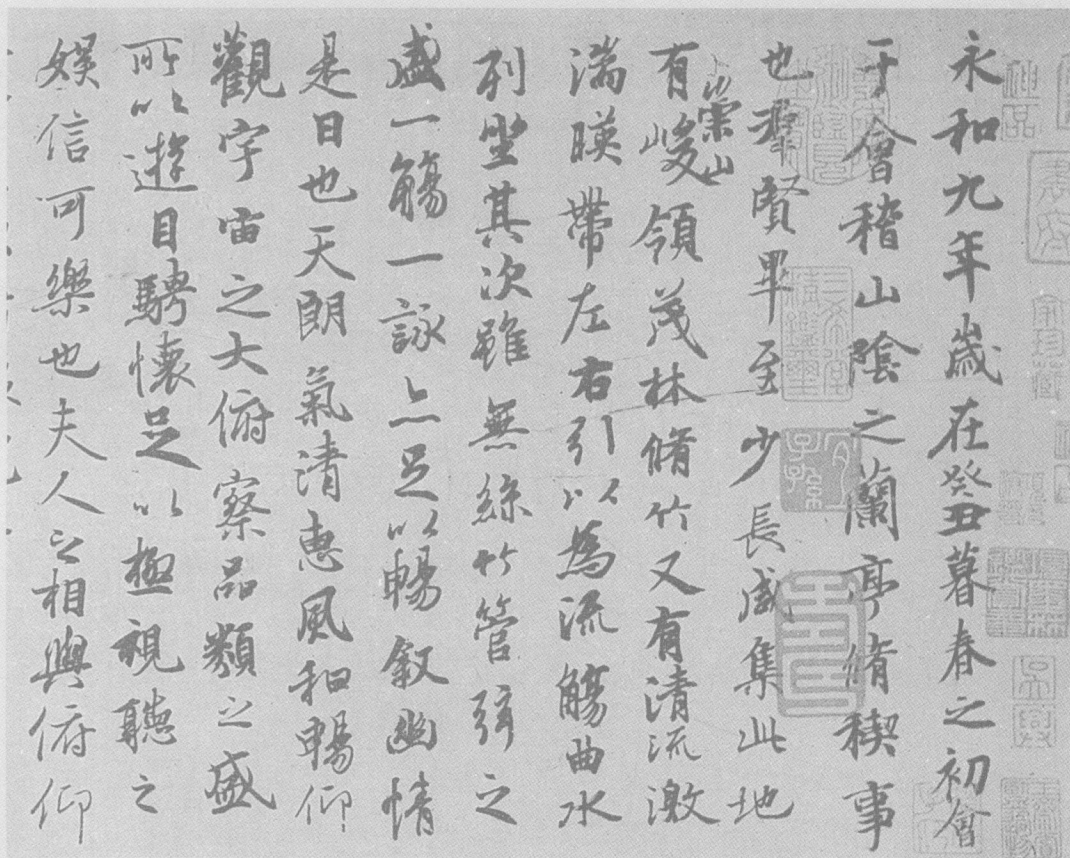 永和九年歲在癸丑暮春之初會
于會稽山陰之蘭亭脩稧事
也羣賢畢至少長咸集此地
有崇山峻領茂林脩竹又有清流激
湍暎帶左右引以為流觴曲水
列坐其次雖無絲竹管弦之
盛一觴一詠亦足以暢敘幽情
是日也天朗氣清惠風和暢仰
觀宇宙之大俯察品類之盛
所以遊目騁懷足以極視聽之
娛信可樂也夫人之相與俯仰